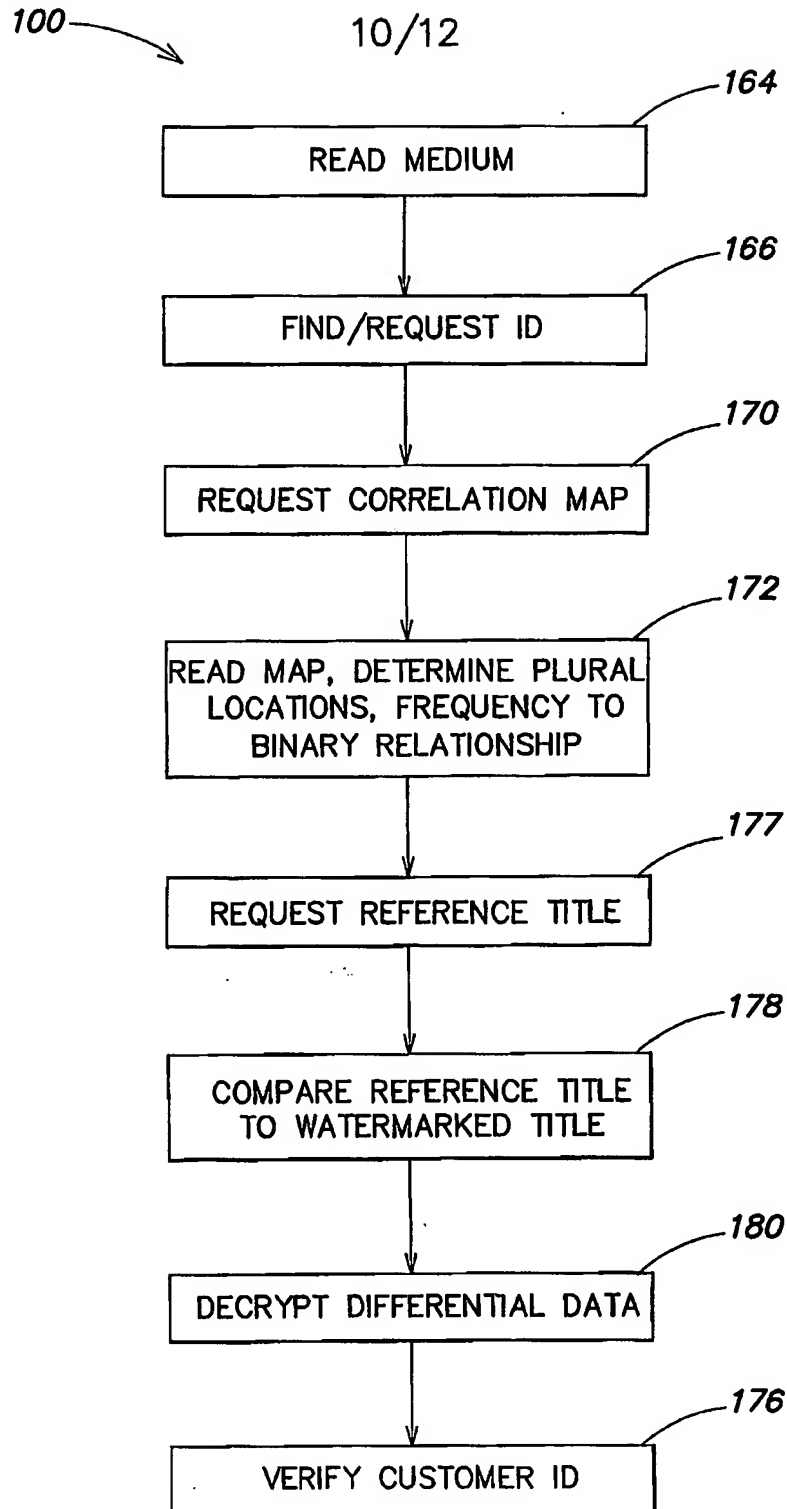 100
10/12
164
READ MEDIUM
166
FIND/REQUEST ID
170
REQUEST CORRELATION MAP
172
READ MAP, DETERMINE PLURAL
LOCATIONS, FREQUENCY TO
BINARY RELATIONSHIP
177
REQUEST REFERENCE TITLE
178
COMPARE REFERENCE TITLE
TO WATERMARKED TITLE
180
DECRYPT DIFFERENTIAL DATA
176
VERIFY CUSTOMER ID